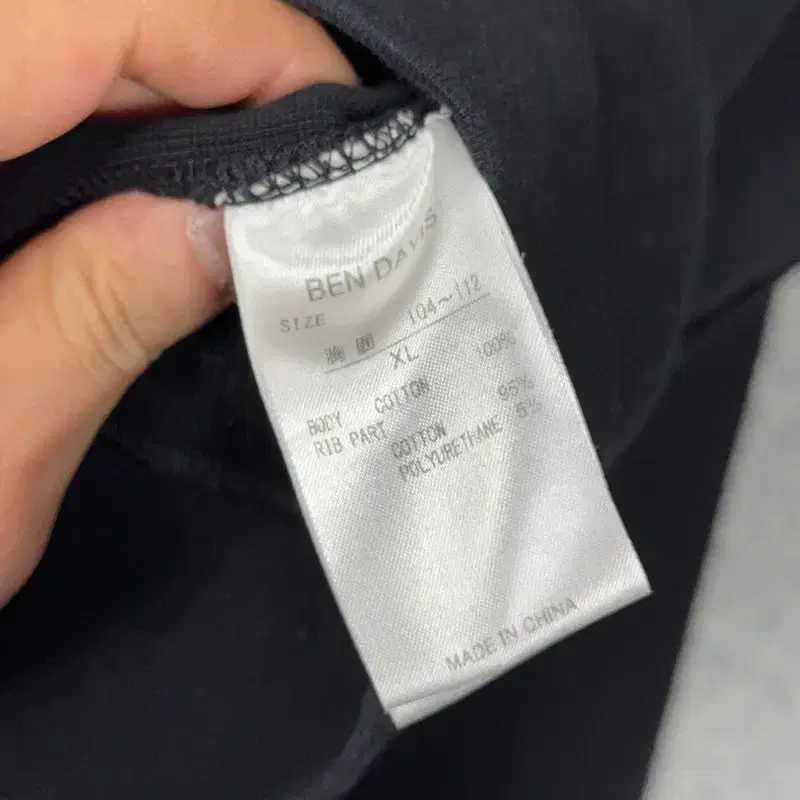 BEN DAVIS
SIZE
胸囲 104～112
XL
BODY COTTON 100%
RIB PART COTTON 95%
POLYURETHANE 5%
MADE IN CHINA